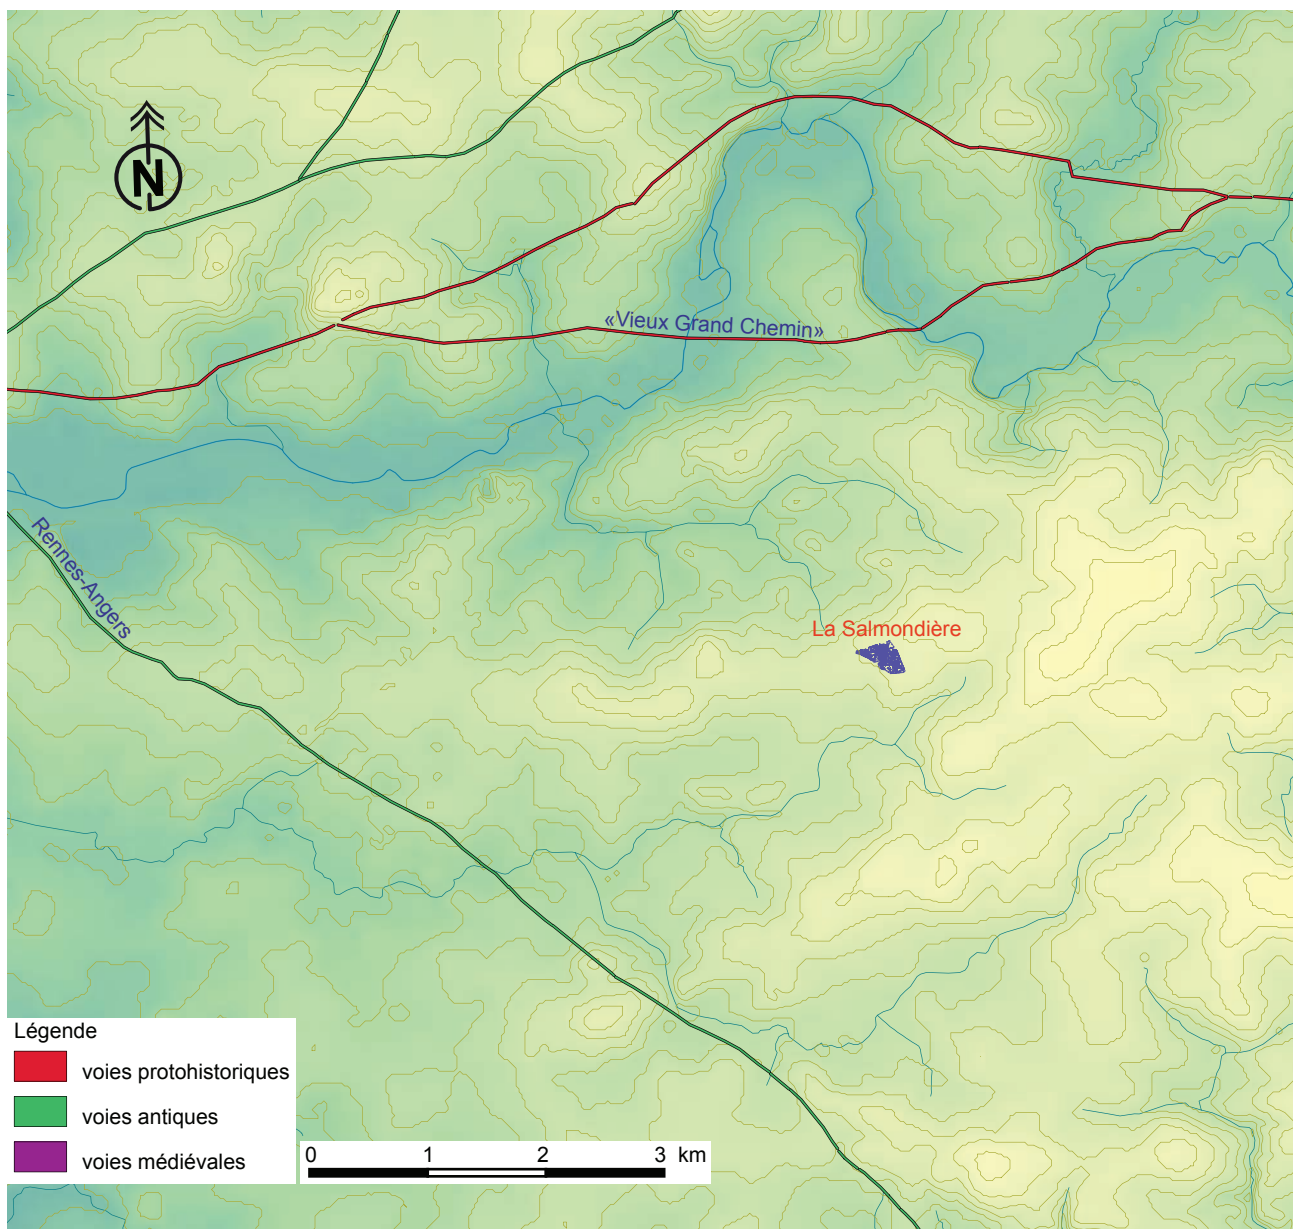 N
«Vieux Grand Chemin»
Rennes-Angers
La Salmondière
Légende
voies protohistoriques
voies antiques
voies médiévales
0 1 2 3 km